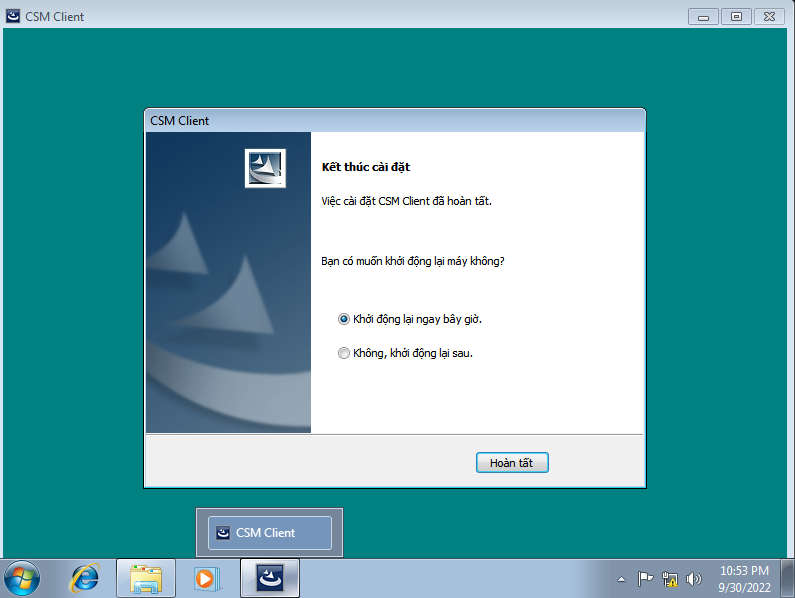 CSM Client
CSM Client
Kết thúc cài đặt
Việc cài đặt CSM Client đã hoàn tất.
Bạn có muốn khởi động lại máy không?
Khởi động lại ngay bây giờ.
Không, khởi động lại sau.
Hoàn tất
CSM Client
10:53 PM
9/30/2022